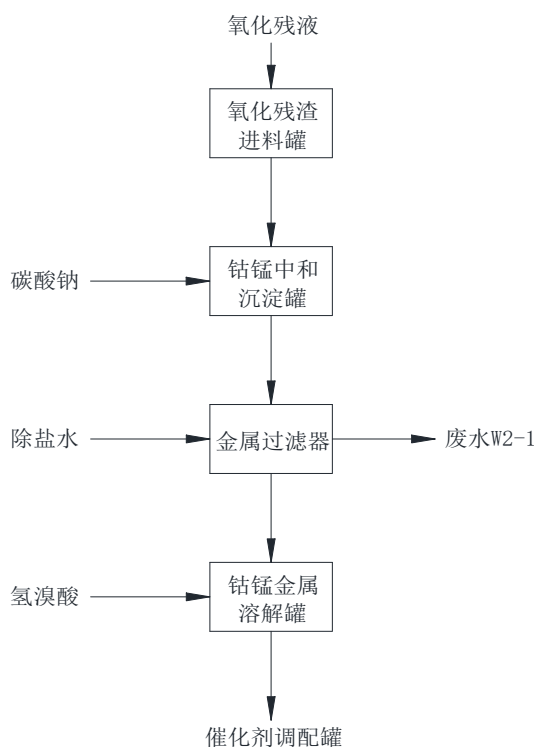 氧化残液
氧化残渣
进料罐
碳酸钠
钴锰中和
沉淀罐
除盐水
金属过滤器
废水W2-1
氢溴酸
钴锰金属
溶解罐
催化剂调配罐